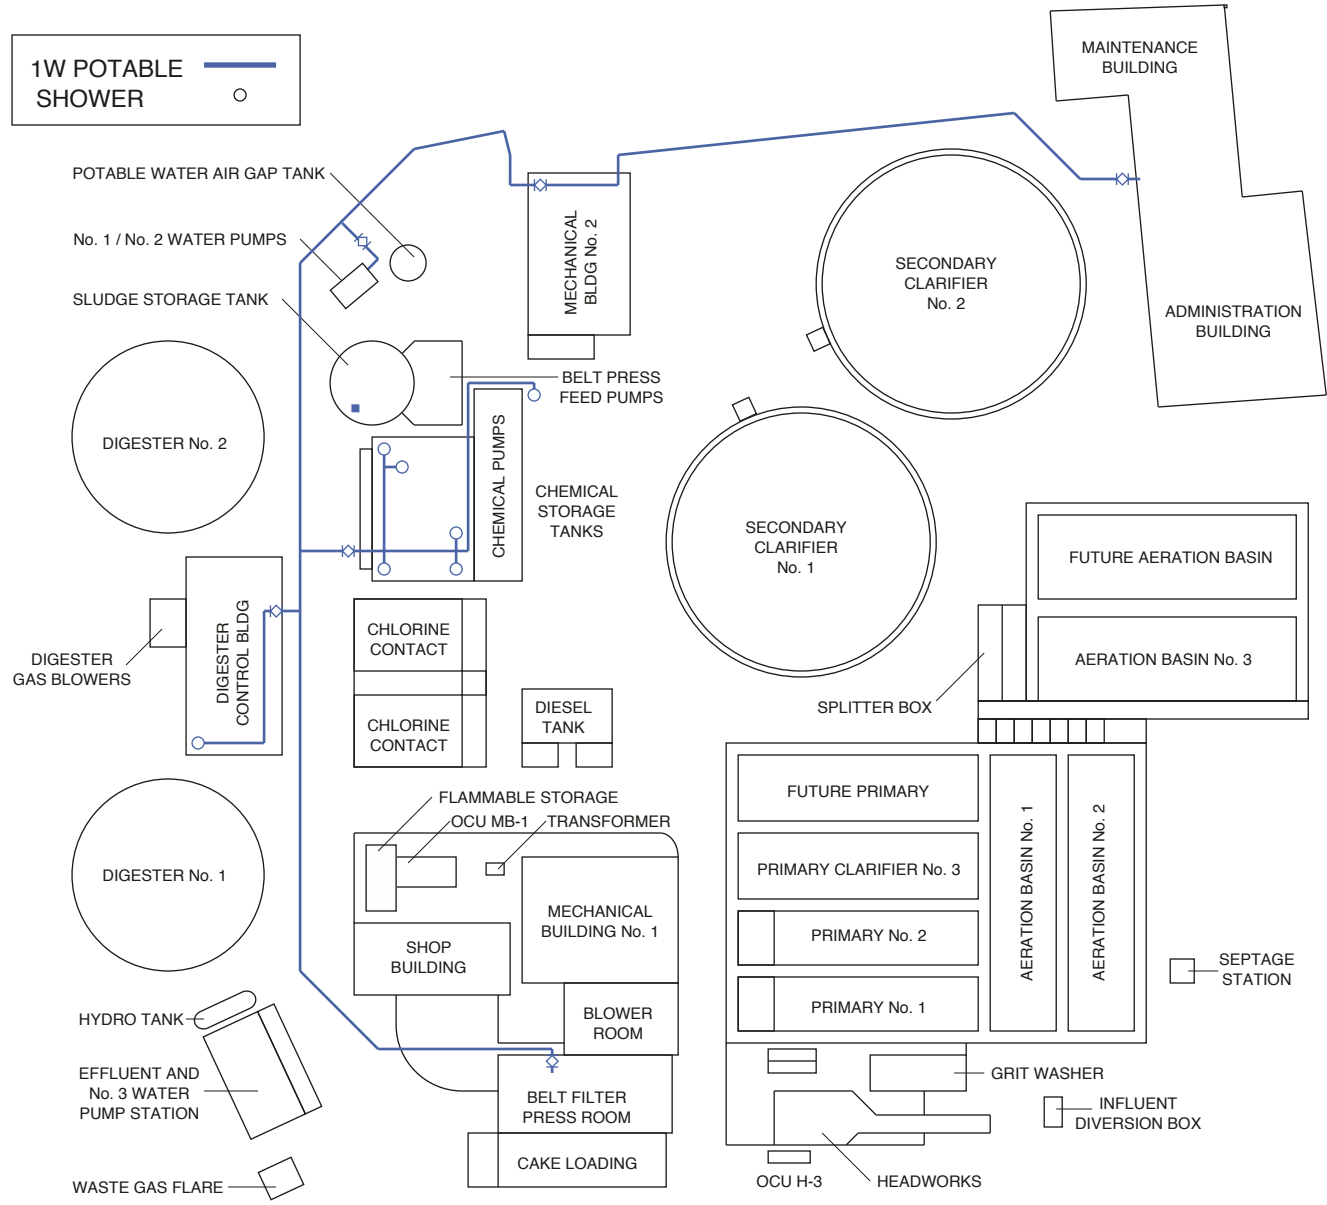 1W POTABLE
SHOWER
MAINTENANCE
BUILDING
POTABLE WATER AIR GAP TANK
No. 1 / No. 2 WATER PUMPS
SLUDGE STORAGE TANK
MECHANICAL
BLDG No. 2
SECONDARY
CLARIFIER
No. 2
ADMINISTRATION
BUILDING
BELT PRESS
FEED PUMPS
DIGESTER No. 2
CHEMICAL PUMPS
CHEMICAL
STORAGE
TANKS
SECONDARY
CLARIFIER
No. 1
FUTURE AERATION BASIN
AERATION BASIN No. 3
DIGESTER
GAS BLOWERS
DIGESTER
CONTROL BLDG
CHLORINE
CONTACT
CHLORINE
CONTACT
DIESEL
TANK
SPLITTER BOX
FLAMMABLE STORAGE
OCU MB-1
TRANSFORMER
FUTURE PRIMARY
PRIMARY CLARIFIER No. 3
PRIMARY No. 2
PRIMARY No. 1
AERATION BASIN No. 1
AERATION BASIN No. 2
DIGESTER No. 1
MECHANICAL
BUILDING No. 1
SHOP
BUILDING
BLOWER
ROOM
SEPTAGE
STATION
HYDRO TANK
EFFLUENT AND
No. 3 WATER
PUMP STATION
BELT FILTER
PRESS ROOM
CAKE LOADING
GRIT WASHER
INFLUENT
DIVERSION BOX
WASTE GAS FLARE
OCU H-3
HEADWORKS